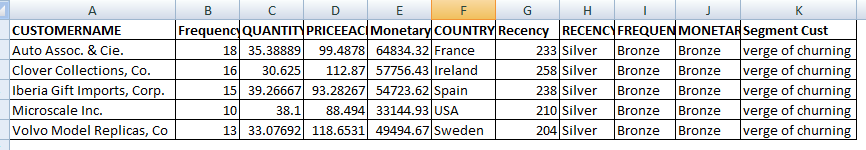 A B C D E F G H I J K
CUSTOMERNAME Frequency QUANTITY PRICEEACH Monetary COUNTRY Recency RECENCY FREQUEN MONETAR Segment Cust
Auto Assoc. & Cie. 18 35.38889 99.4878 64834.32 France 233 Silver Bronze Bronze verge of churning
Clover Collections, Co. 16 30.625 112.87 57756.43 Ireland 258 Silver Bronze Bronze verge of churning
Iberia Gift Imports, Corp. 15 39.26667 93.28267 54723.62 Spain 238 Silver Bronze Bronze verge of churning
Microscale Inc. 10 38.1 88.494 33144.93 USA 210 Silver Bronze Bronze verge of churning
Volvo Model Replicas, Co 13 33.07692 118.6531 49494.67 Sweden 204 Silver Bronze Bronze verge of churning